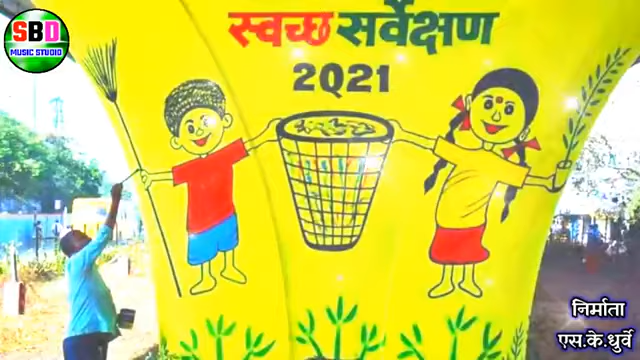 SBD
MUSIC STUDIO
स्वच्छ सर्वेक्षण
2021
निर्माता
एस.के.धुर्वे